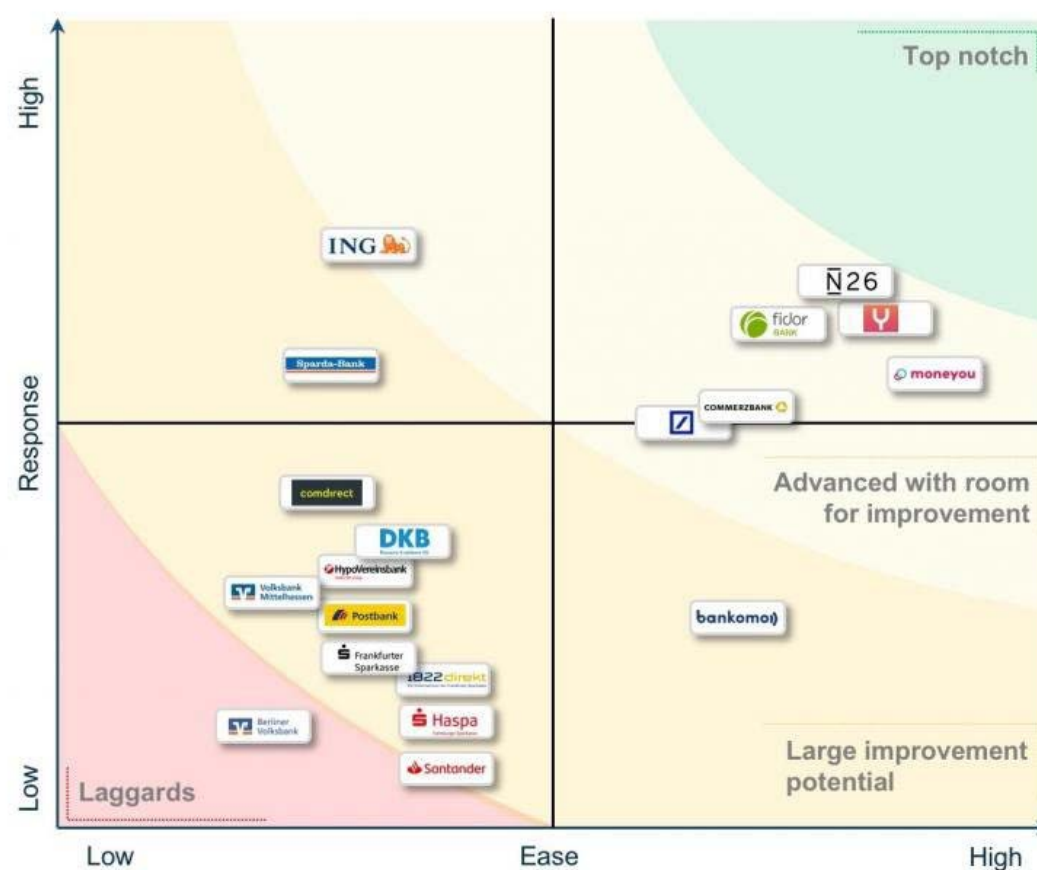 High
Top notch
ING
N26
fidor
BANK
Y
Sparda-Bank
moneyou
COMMERZBANK
Response
comdirect
Advanced with room
for improvement
DKB
HypoVereinsbank
Volksbank
Mittelhessen
Postbank
bankomo
Frankfurter
Sparkasse
1822direkt
Haspa
Hamburger Sparkasse
Berliner
Volksbank
Large improvement
potential
Santander
Low
Laggards
Low
Ease
High